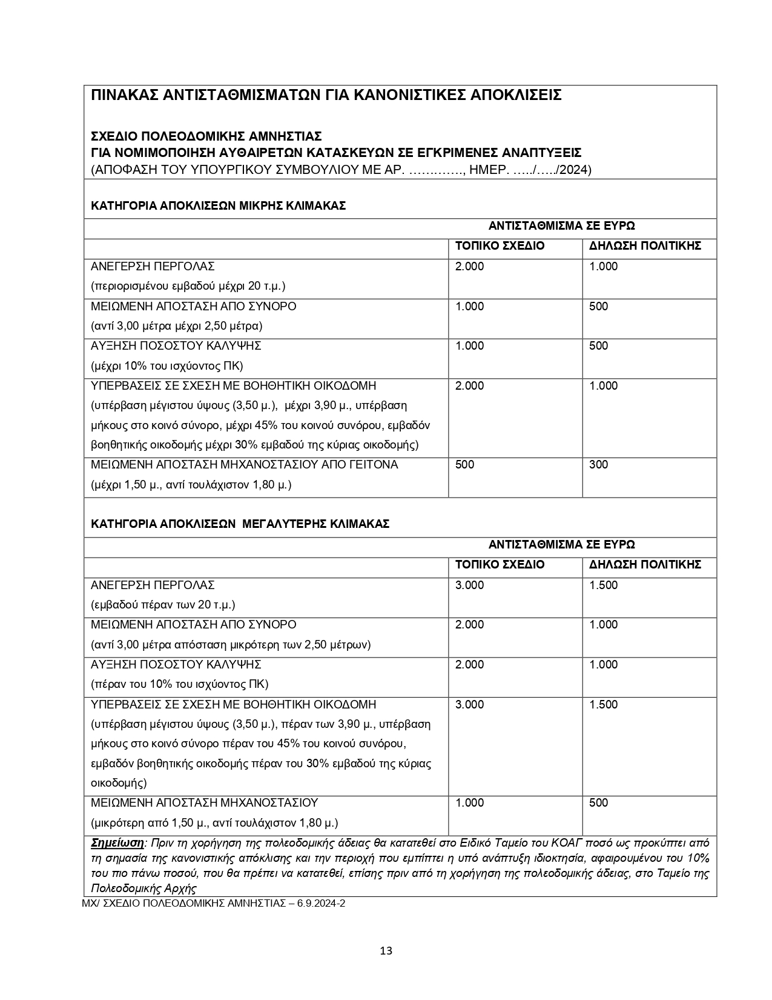 ΠΙΝΑΚΑΣ ΑΝΤΙΣΤΑΘΜΙΣΜΑΤΩΝ ΓΙΑ ΚΑΝΟΝΙΣΤΙΚΕΣ ΑΠΟΚΛΙΣΕΙΣ
ΣΧΕΔΙΟ ΠΟΛΕΟΔΟΜΙΚΗΣ ΑΜΝΗΣΤΙΑΣ
ΓΙΑ ΝΟΜΙΜΟΠΟΙΗΣΗ ΑΥΘΑΙΡΕΤΩΝ ΚΑΤΑΣΚΕΥΩΝ ΣΕ ΕΓΚΡΙΜΕΝΕΣ ΑΝΑΠΤΥΞΕΙΣ
(ΑΠΟΦΑΣΗ ΤΟΥ ΥΠΟΥΡΓΙΚΟΥ ΣΥΜΒΟΥΛΙΟΥ ΜΕ ΑΡ. …….……, ΗΜΕΡ. …../…../2024)
ΚΑΤΗΓΟΡΙΑ ΑΠΟΚΛΙΣΕΩΝ ΜΙΚΡΗΣ ΚΛΙΜΑΚΑΣ
ΑΝΤΙΣΤΑΘΜΙΣΜΑ ΣΕ ΕΥΡΩ
ΤΟΠΙΚΟ ΣΧΕΔΙΟ ΔΗΛΩΣΗ ΠΟΛΙΤΙΚΗΣ
ΑΝΕΓΕΡΣΗ ΠΕΡΓΟΛΑΣ 2.000 1.000
(περιορισμένου εμβαδού μέχρι 20 τ.μ.)
ΜΕΙΩΜΕΝΗ ΑΠΟΣΤΑΣΗ ΑΠΟ ΣΥΝΟΡΟ 1.000 500
(αντί 3,00 μέτρα μέχρι 2,50 μέτρα)
ΑΥΞΗΣΗ ΠΟΣΟΣΤΟΥ ΚΑΛΥΨΗΣ 1.000 500
(μέχρι 10% του ισχύοντος ΠΚ)
ΥΠΕΡΒΑΣΕΙΣ ΣΕ ΣΧΕΣΗ ΜΕ ΒΟΗΘΗΤΙΚΗ ΟΙΚΟΔΟΜΗ 2.000 1.000
(υπέρβαση μέγιστου ύψους (3,50 μ.), μέχρι 3,90 μ., υπέρβαση
μήκους στο κοινό σύνορο, μέχρι 45% του κοινού συνόρου, εμβαδόν
βοηθητικής οικοδομής μέχρι 30% εμβαδού της κύριας οικοδομής)
ΜΕΙΩΜΕΝΗ ΑΠΟΣΤΑΣΗ ΜΗΧΑΝΟΣΤΑΣΙΟΥ ΑΠΟ ΓΕΙΤΟΝΑ 500 300
(μέχρι 1,50 μ., αντί τουλάχιστον 1,80 μ.)
ΚΑΤΗΓΟΡΙΑ ΑΠΟΚΛΙΣΕΩΝ ΜΕΓΑΛΥΤΕΡΗΣ ΚΛΙΜΑΚΑΣ
ΑΝΤΙΣΤΑΘΜΙΣΜΑ ΣΕ ΕΥΡΩ
ΤΟΠΙΚΟ ΣΧΕΔΙΟ ΔΗΛΩΣΗ ΠΟΛΙΤΙΚΗΣ
ΑΝΕΓΕΡΣΗ ΠΕΡΓΟΛΑΣ 3.000 1.500
(εμβαδού πέραν των 20 τ.μ.)
ΜΕΙΩΜΕΝΗ ΑΠΟΣΤΑΣΗ ΑΠΟ ΣΥΝΟΡΟ 2.000 1.000
(αντί 3,00 μέτρα απόσταση μικρότερη των 2,50 μέτρων)
ΑΥΞΗΣΗ ΠΟΣΟΣΤΟΥ ΚΑΛΥΨΗΣ 2.000 1.000
(πέραν του 10% του ισχύοντος ΠΚ)
ΥΠΕΡΒΑΣΕΙΣ ΣΕ ΣΧΕΣΗ ΜΕ ΒΟΗΘΗΤΙΚΗ ΟΙΚΟΔΟΜΗ 3.000 1.500
(υπέρβαση μέγιστου ύψους (3,50 μ.), πέραν των 3,90 μ., υπέρβαση
μήκους στο κοινό σύνορο πέραν του 45% του κοινού συνόρου,
εμβαδόν βοηθητικής οικοδομής πέραν του 30% εμβαδού της κύριας
οικοδομής)
ΜΕΙΩΜΕΝΗ ΑΠΟΣΤΑΣΗ ΜΗΧΑΝΟΣΤΑΣΙΟΥ 1.000 500
(μικρότερη από 1,50 μ., αντί τουλάχιστον 1,80 μ.)
Σημείωση: Πριν τη χορήγηση της πολεοδομικής άδειας θα κατατεθεί στο Ειδικό Ταμείο του ΚΟΑΓ ποσό ως προκύπτει από
τη σημασία της κανονιστικής απόκλισης και την περιοχή που εμπίπτει η υπό ανάπτυξη ιδιοκτησία, αφαιρουμένου του 10%
του πιο πάνω ποσού, που θα πρέπει να κατατεθεί, επίσης πριν από τη χορήγηση της πολεοδομικής άδειας, στο Ταμείο της
Πολεοδομικής Αρχής
ΜΧ/ ΣΧΕΔΙΟ ΠΟΛΕΟΔΟΜΙΚΗΣ ΑΜΝΗΣΤΙΑΣ – 6.9.2024-2
13